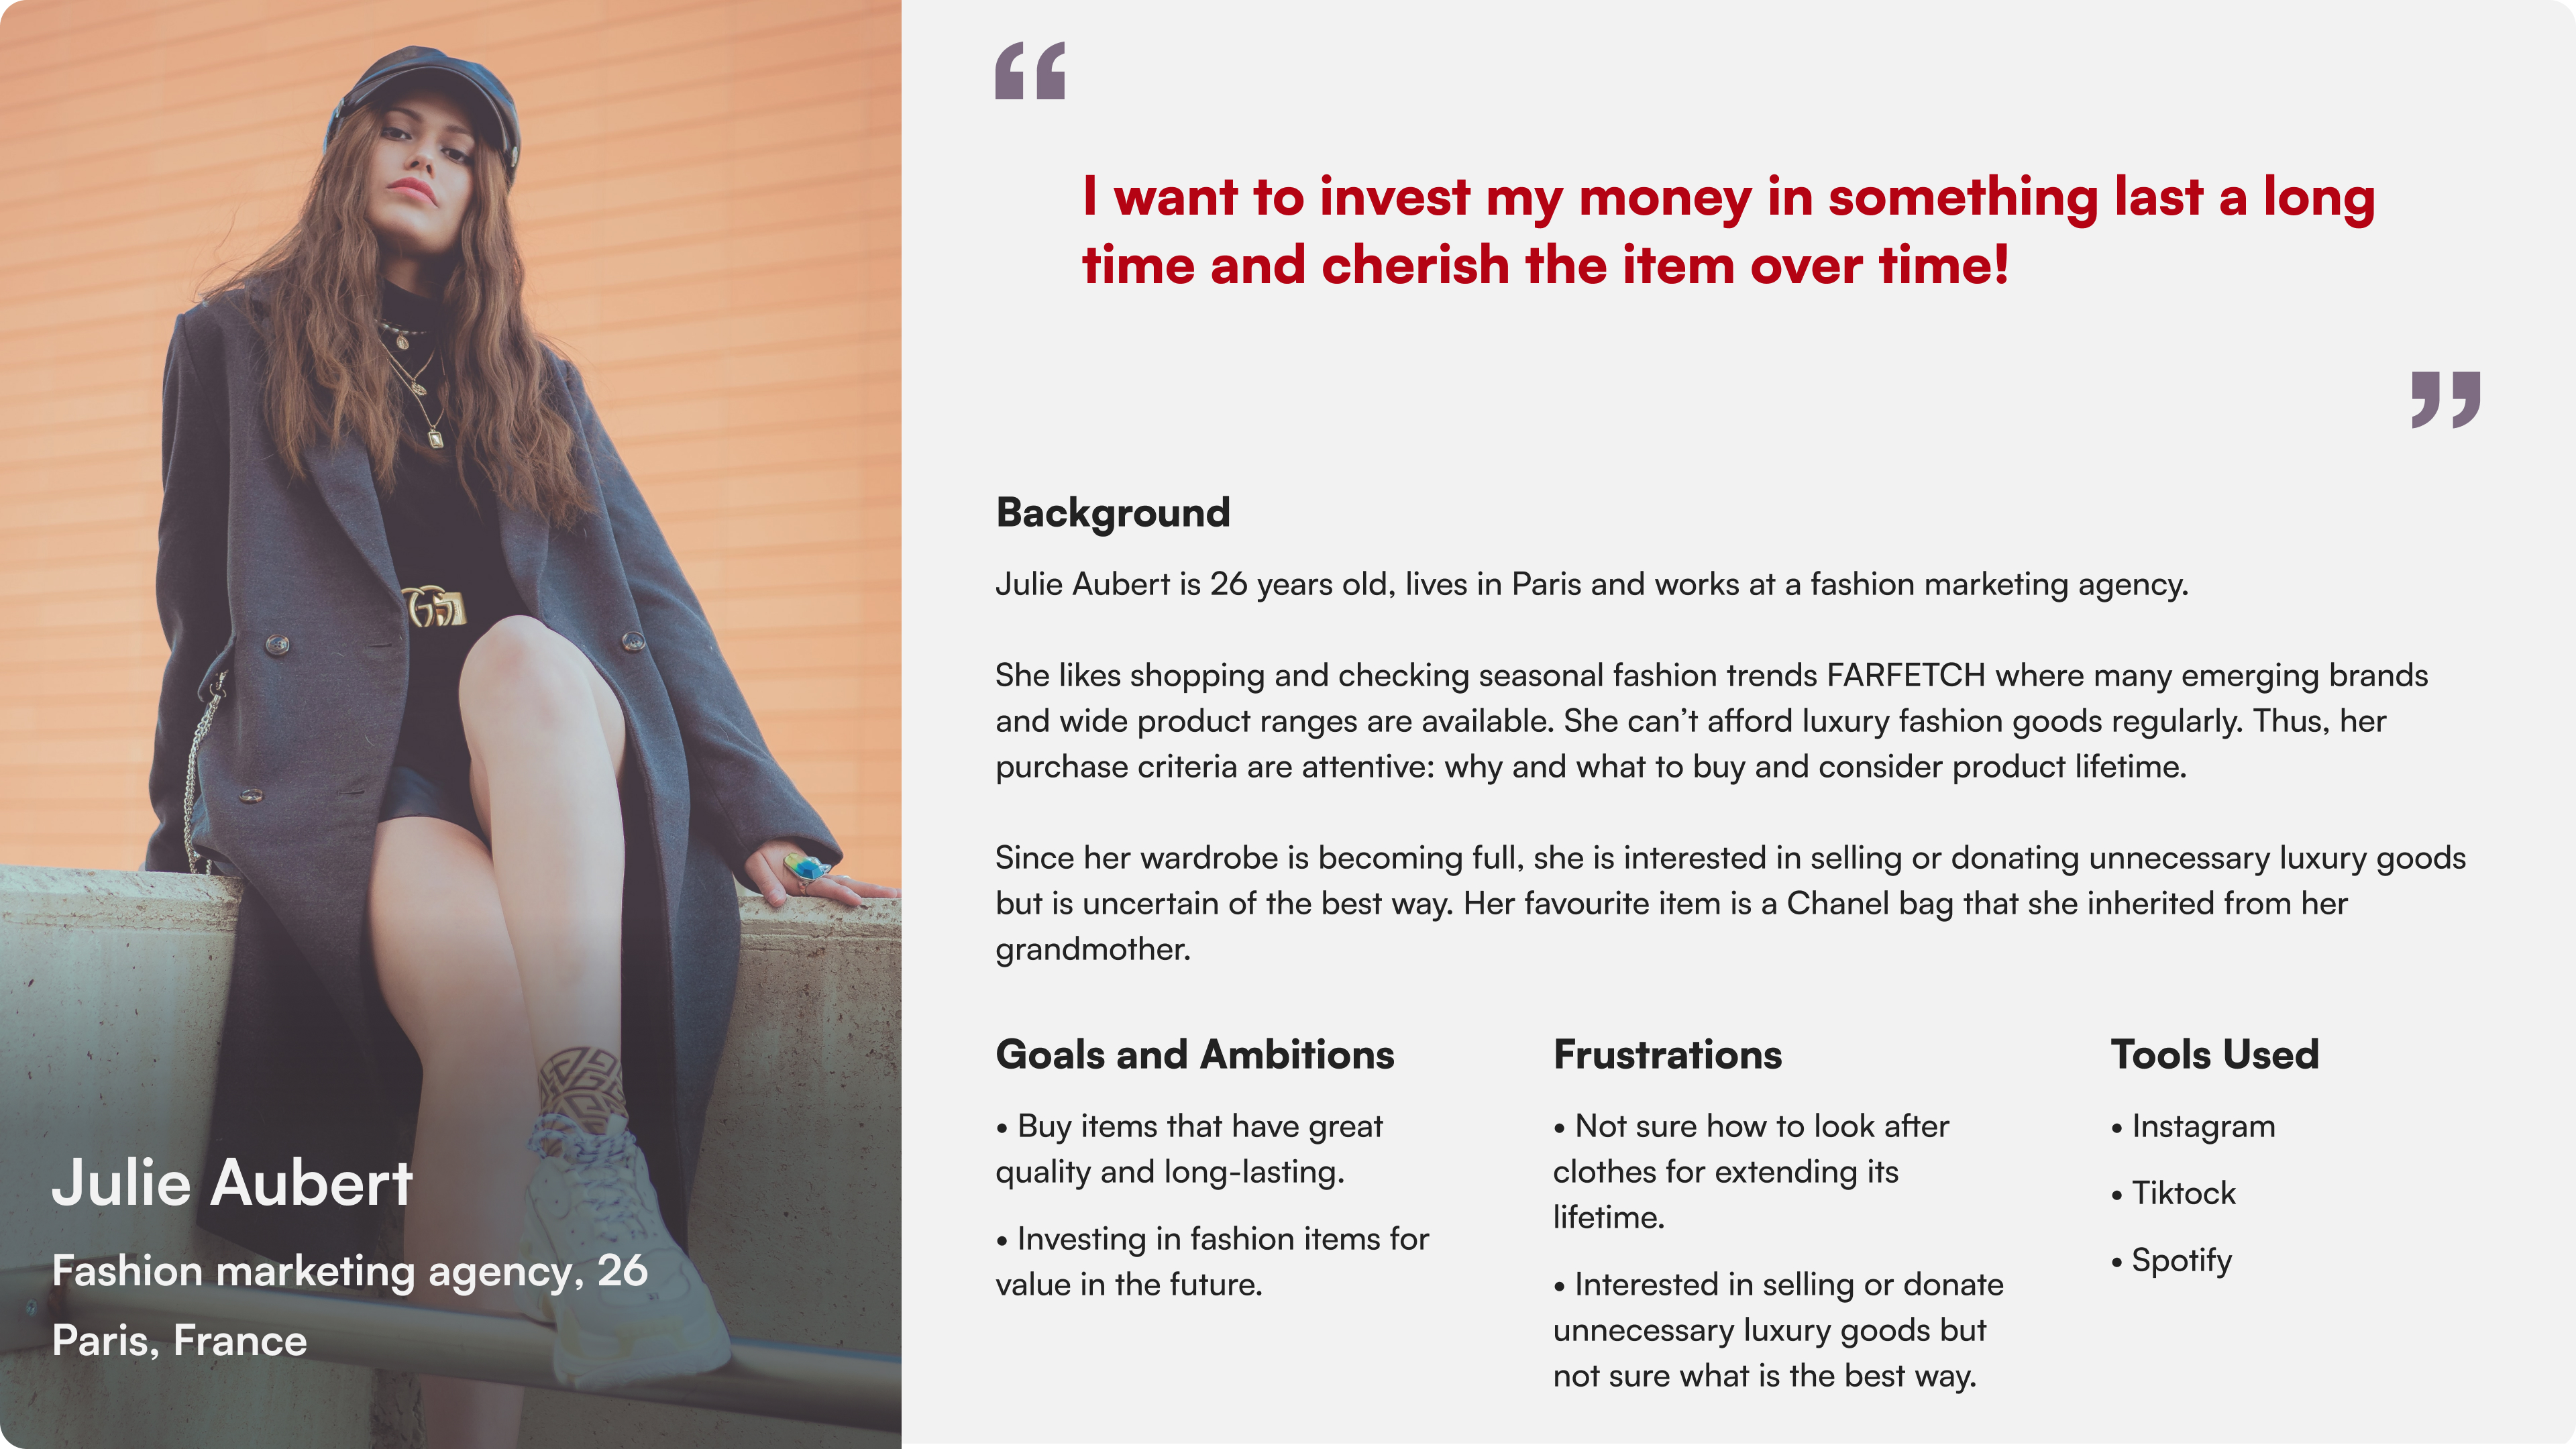 “
I want to invest my money in something last a long
time and cherish the item over time!
”
Background
Julie Aubert is 26 years old, lives in Paris and works at a fashion marketing agency.
She likes shopping and checking seasonal fashion trends FARFETCH where many emerging brands
and wide product ranges are available. She can’t afford luxury fashion goods regularly. Thus, her
purchase criteria are attentive: why and what to buy and consider product lifetime.
Since her wardrobe is becoming full, she is interested in selling or donating unnecessary luxury goods
but is uncertain of the best way. Her favourite item is a Chanel bag that she inherited from her
grandmother.
Goals and Ambitions
• Buy items that have great
quality and long-lasting.
• Investing in fashion items for
value in the future.
Frustrations
• Not sure how to look after
clothes for extending its
lifetime.
• Interested in selling or donate
unnecessary luxury goods but
not sure what is the best way.
Tools Used
• Instagram
• Tiktock
• Spotify
Julie Aubert
Fashion marketing agency, 26
Paris, France